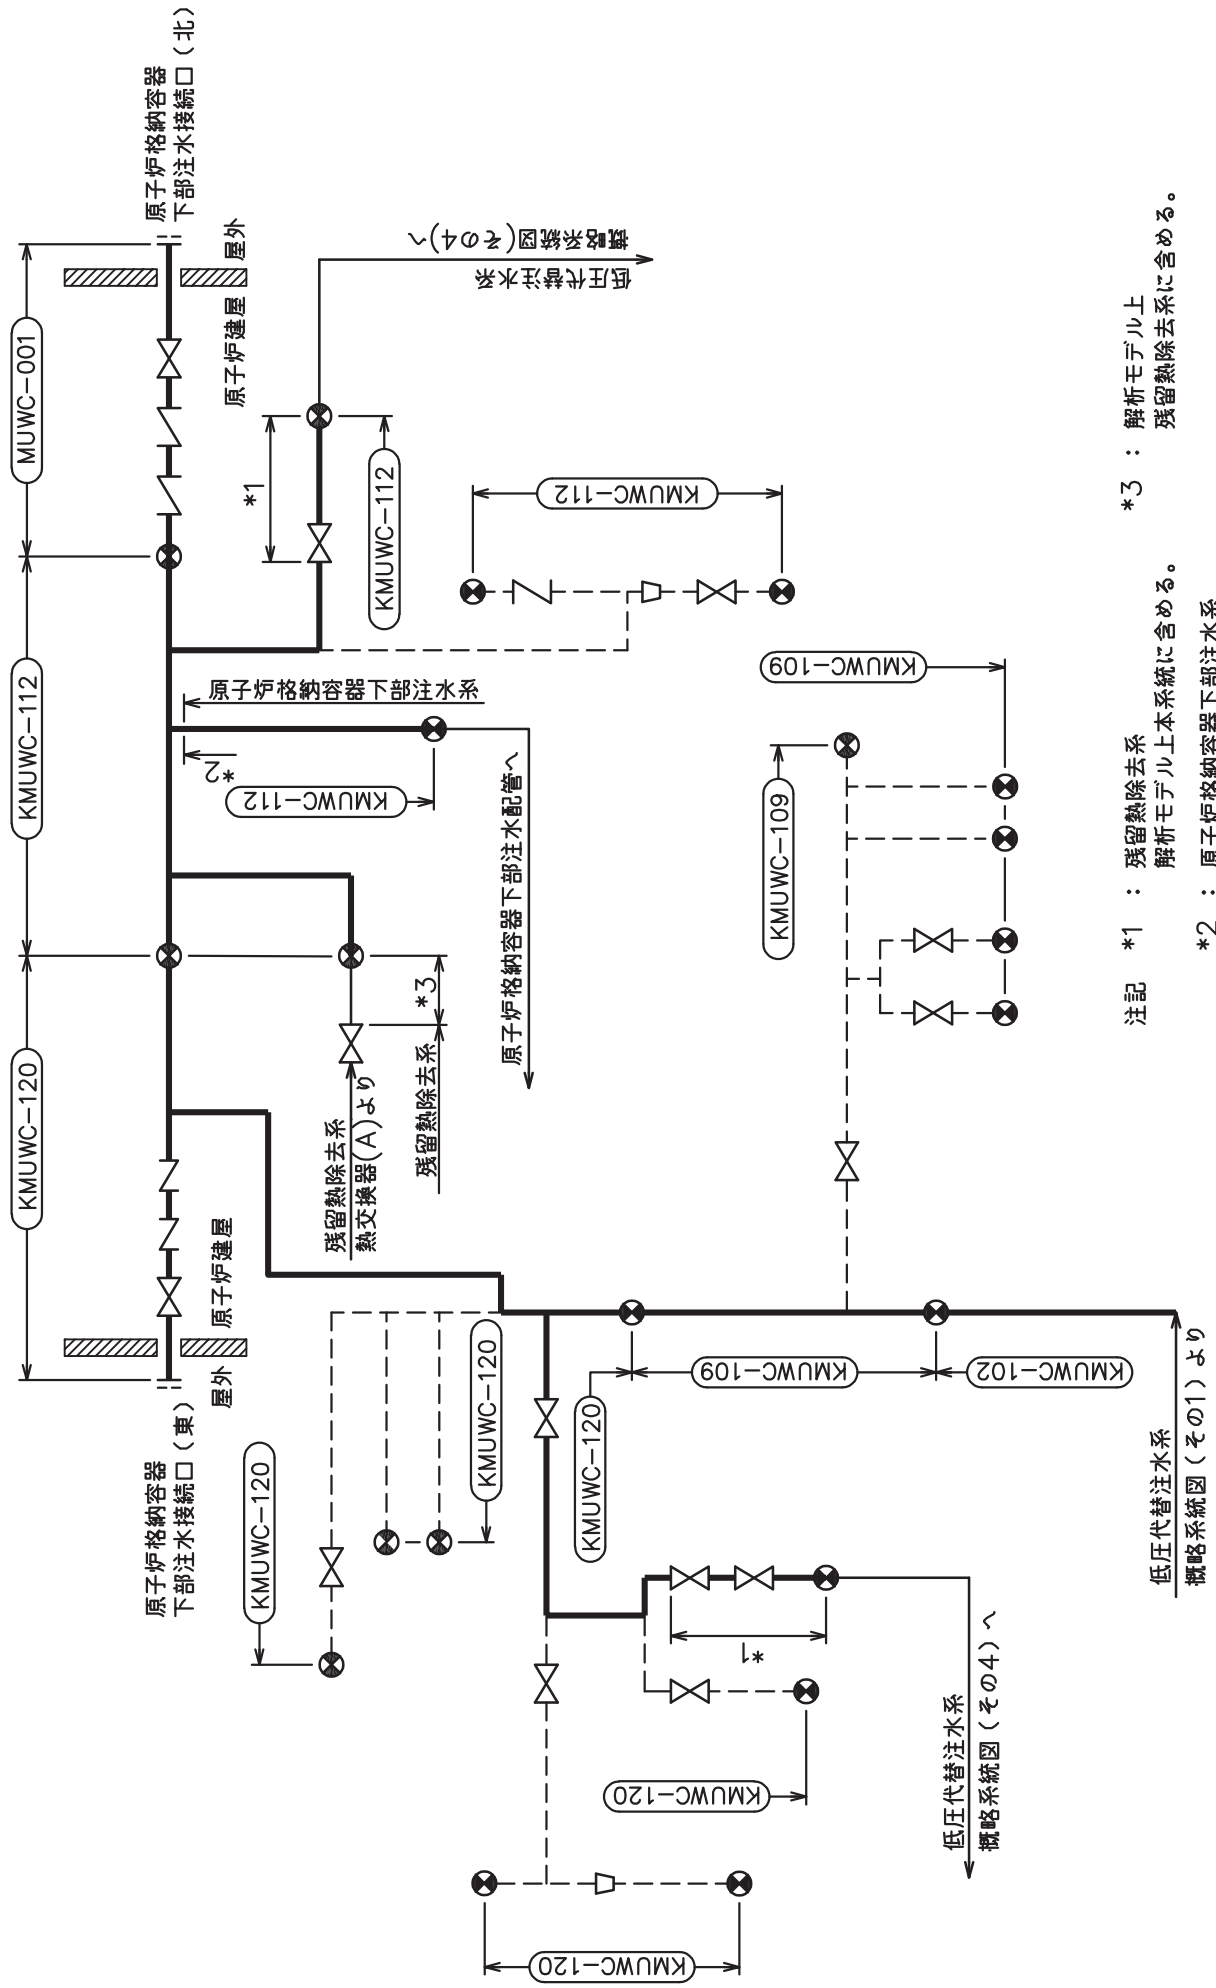 原子炉格納容器
下部注水接続口（東）
屋外
原子炉建屋
KMUWC-120
KMUWC-112
MUWC-001
原子炉建屋
屋外
原子炉格納容器
下部注水接続口（北）
KMUWC-120
KMUWC-120
残留熱除去系
熱交換器(A)より
残留熱除去系
*3
*2
KMUWC-112
原子炉格納容器下部注水系
原子炉格納容器下部注水配管へ
*1
KMUWC-112
低圧代替注水系
概略系統図(その4)へ
KMUWC-112
KMUWC-120
KMUWC-109
KMUWC-102
KMUWC-109
KMUWC-109
*1
KMUWC-120
KMUWC-120
低圧代替注水系
概略系統図（その4）へ
低圧代替注水系
概略系統図（その1）より
注記　*1　：　残留熱除去系
解析モデル上本系統に含める。
*2　：　原子炉格納容器下部注水系
*3　：　解析モデル上
残留熱除去系に含める。